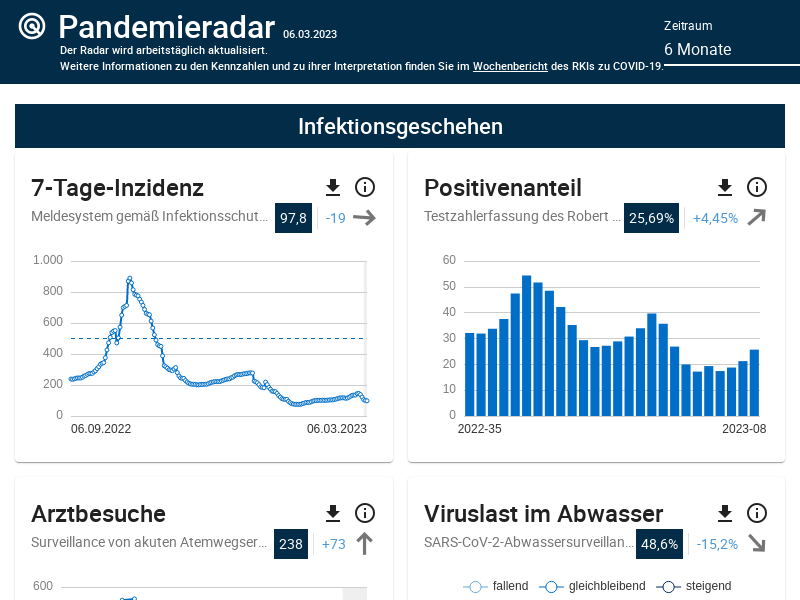 Pandemieradar 06.03.2023
Der Radar wird arbeitstäglich aktualisiert.
Weitere Informationen zu den Kennzahlen und zu ihrer Interpretation finden Sie im Wochenbericht des RKIs zu COVID-19.
Zeitraum
6 Monate
Infektionsgeschehen
7-Tage-Inzidenz
Meldesystem gemäß Infektionsschut... 97,8 -19
1.000
800
600
400
200
0
06.09.2022 06.03.2023
Positivenanteil
Testzahlerfassung des Robert ... 25,69% +4,45%
60
50
40
30
20
10
0
2022-35 2023-08
Arztbesuche
Surveillance von akuten Atemwegser... 238 +73
600
Viruslast im Abwasser
SARS-CoV-2-Abwassersurveillan... 48,6% -15,2%
fallend gleichbleibend steigend